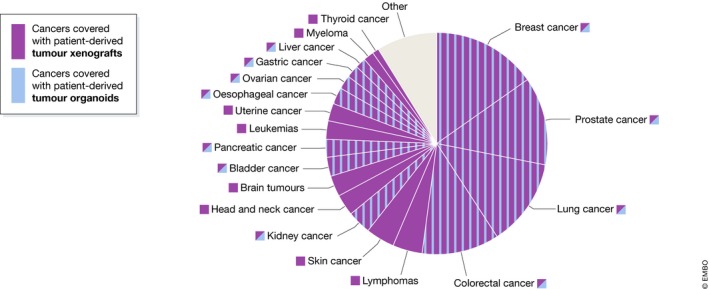 Cancers covered
with patient-derived
tumour xenografts
Cancers covered
with patient-derived
tumour organoids
Other
Thyroid cancer
Myeloma
Liver cancer
Gastric cancer
Ovarian cancer
Oesophageal cancer
Uterine cancer
Leukemias
Pancreatic cancer
Bladder cancer
Brain tumours
Head and neck cancer
Kidney cancer
Skin cancer
Lymphomas
Breast cancer
Prostate cancer
Lung cancer
Colorectal cancer
© EMBO